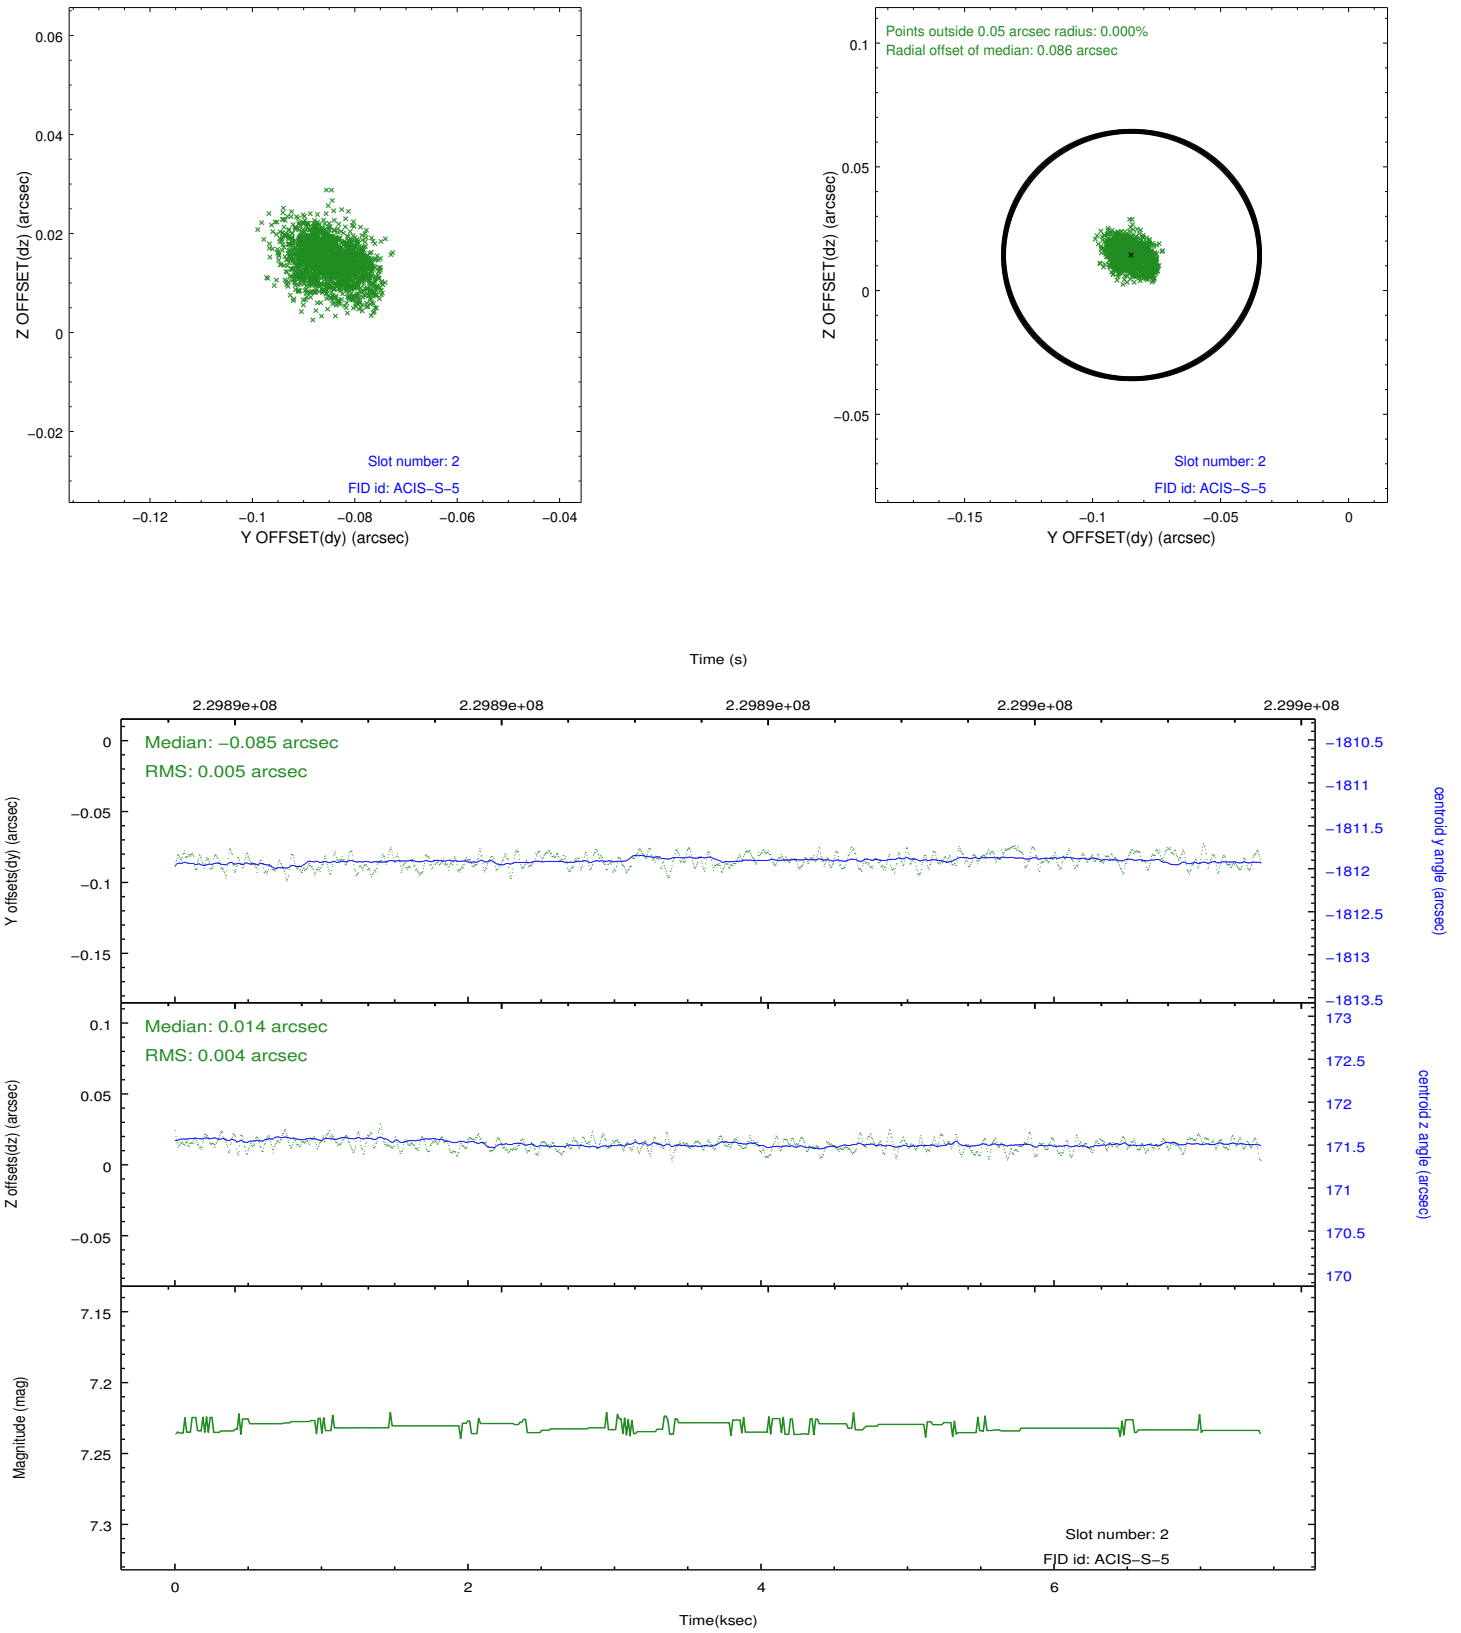 0.06
0.04
0.02
0
−0.02
Z OFFSET(dz) (arcsec)
Slot number: 2
FID id: ACIS−S−5
−0.12 −0.1 −0.08 −0.06 −0.04
Y OFFSET(dy) (arcsec)
Points outside 0.05 arcsec radius: 0.000%
Radial offset of median: 0.086 arcsec
0.1
0.05
0
−0.05
Z OFFSET(dz) (arcsec)
Slot number: 2
FID id: ACIS−S−5
−0.15 −0.1 −0.05 0
Y OFFSET(dy) (arcsec)
Time (s)
2.2989e+08 2.2989e+08 2.2989e+08 2.299e+08 2.299e+08
Median: −0.085 arcsec
RMS: 0.005 arcsec
0
−0.05
−0.1
−0.15
Y offsets(dy) (arcsec)
−1810.5
−1811
−1811.5
−1812
−1812.5
−1813
−1813.5
centroid y angle (arcsec)
Median: 0.014 arcsec
RMS: 0.004 arcsec
0.1
0.05
0
−0.05
Z offsets(dz) (arcsec)
173
172.5
172
171.5
171
170.5
170
centroid z angle (arcsec)
7.15
7.2
7.25
7.3
Magnitude (mag)
Slot number: 2
FID id: ACIS−S−5
0 2 4 6
Time(ksec)